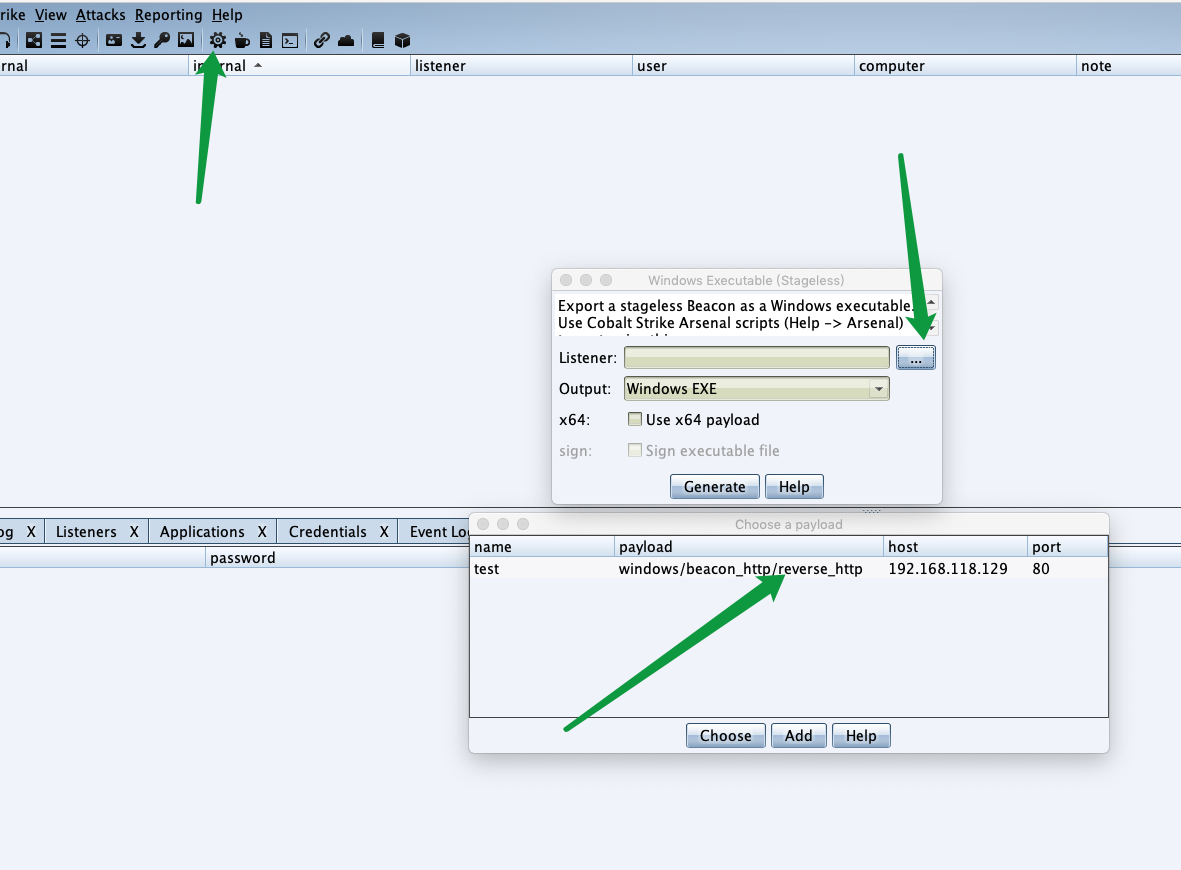 rike View Attacks Reporting Help
rnal internal listener user computer note
Windows Executable (Stageless)
Export a stageless Beacon as a Windows executable.
Use Cobalt Strike Arsenal scripts (Help -> Arsenal)
Listener: ...
Output: Windows EXE
x64: Use x64 payload
sign: Sign executable file
Generate Help
og X Listeners X Applications X Credentials X Event Log
password
Choose a payload
name payload host port
test windows/beacon_http/reverse_http 192.168.118.129 80
Choose Add Help